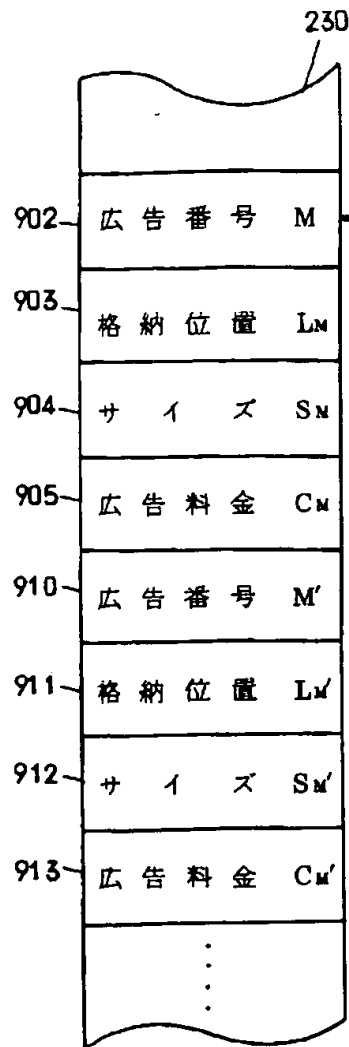 230
902 広告番号 M
903 格納位置 LM
904 サイズ SM
905 広告料金 CM
910 広告番号 M'
911 格納位置 LM'
912 サイズ SM'
913 広告料金 CM'